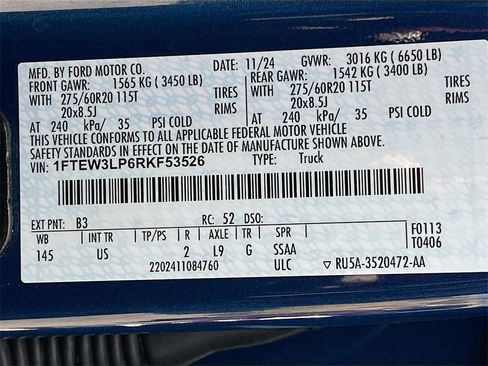 MFD. BY FORD MOTOR CO. DATE: 11/24 GVWR: 3016 KG ( 6650 LB)
FRONT GAWR: 1565 KG ( 3450 LB) REAR GAWR: 1542 KG ( 3400 LB)
WITH 275/60R20 115T TIRES WITH 275/60R20 115T TIRES
20x8.5J RIMS 20x8.5J RIMS
AT 240 kPa/ 35 PSI COLD AT 240 kPa/ 35 PSI COLD
THIS VEHICLE CONFORMS TO ALL APPLICABLE FEDERAL MOTOR VEHICLE
SAFETY STANDARDS IN EFFECT ON THE DATE OF MANUFACTURE SHOWN ABOVE.
VIN: 1FTEW3LP6RKF53526 TYPE: Truck
EXT PNT: B3 RC: 52 DSO:
WB INT TR TP/PS R AXLE TR SPR F0113
145 US 2 L9 G SSAA T0406
2202411084760 ULC ▽ RU5A-3520472-AA